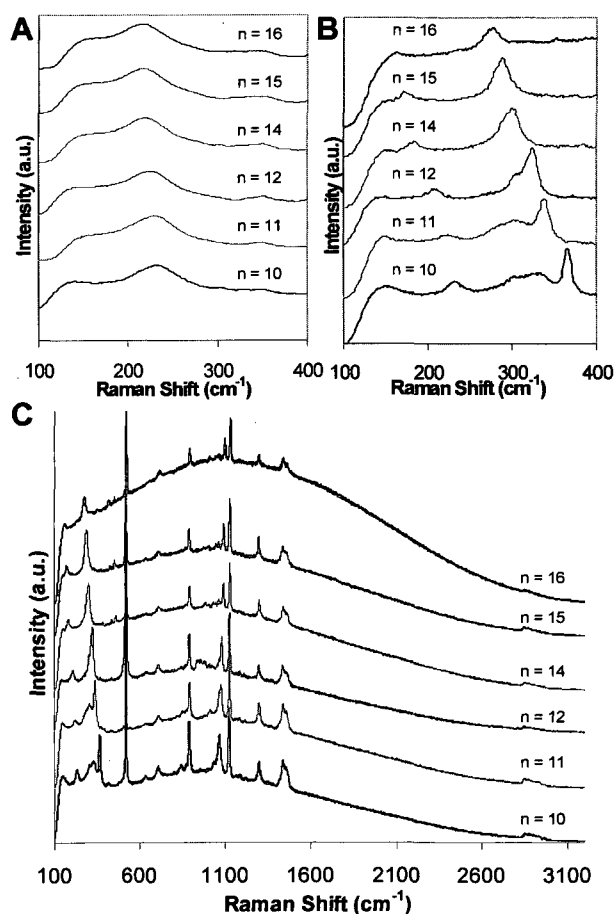 A
n = 16
n = 15
n = 14
n = 12
n = 11
n = 10
Intensity (a.u.)
100 200 300 400
Raman Shift (cm-1)
B
n = 16
n = 15
n = 14
n = 12
n = 11
n = 10
Intensity (a.u.)
100 200 300 400
Raman Shift (cm-1)
C
n = 16
n = 15
n = 14
n = 12
n = 11
n = 10
Intensity (a.u.)
100 600 1100 1600 2100 2600 3100
Raman Shift (cm-1)